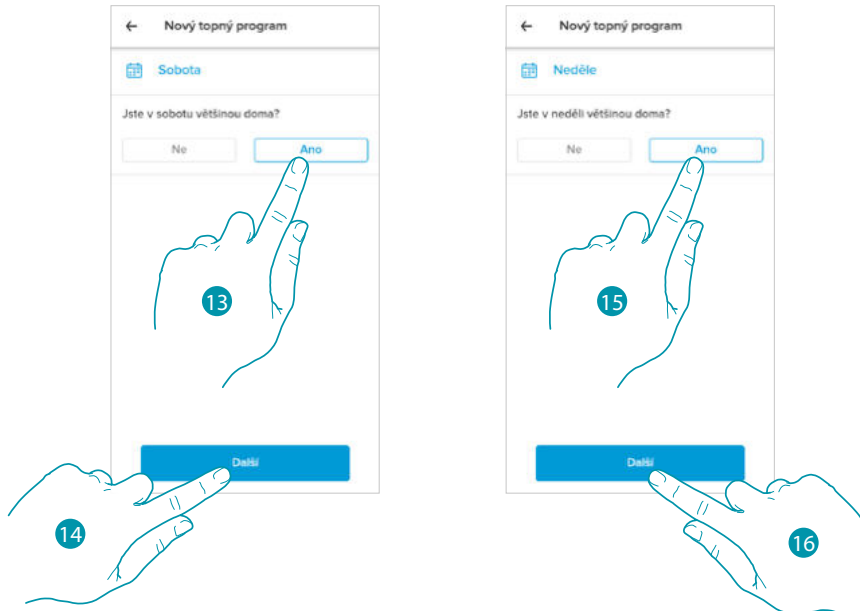 Nový topný program
Sobota
Jste v sobotu většinou doma?
Ne
Ano
13
Další
14
Nový topný program
Neděle
Jste v neděli většinou doma?
Ne
Ano
15
Další
16